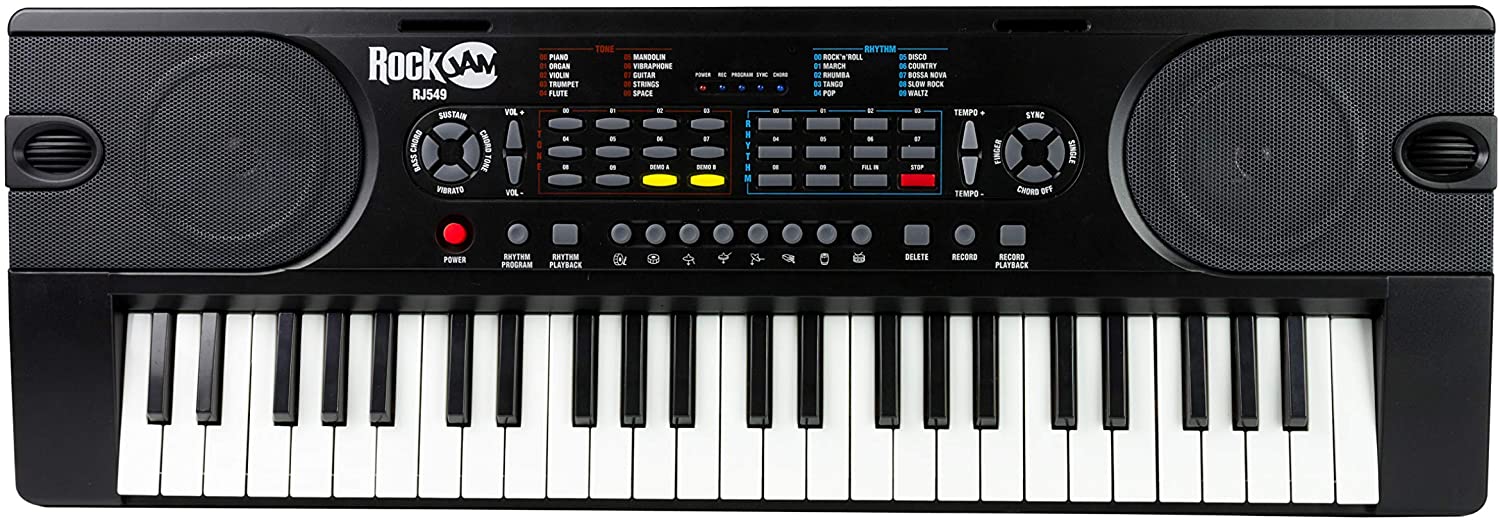 ROCK JAM
RJ549
TONE
00 PIANO
01 ORGAN
02 VIOLIN
03 TRUMPET
04 FLUTE
05 MANDOLIN
06 VIBRAPHONE
07 GUITAR
08 STRINGS
09 SPACE
POWER REC PROGRAM SYNC CHORD
RHYTHM
00 ROCK'n'ROLL
01 MARCH
02 RHUMBA
03 TANGO
04 POP
05 DISCO
06 COUNTRY
07 BOSSA NOVA
08 SLOW ROCK
09 WALTZ
SUSTAIN
BASS CHORD
CHORD TONE
VIBRATO
VOL +
VOL -
TONE
00 01 02 03
04 05 06 07
08 09 DEMO A DEMO B
RHYTHM
00 01 02 03
04 05 06 07
08 09 FILL IN STOP
TEMPO +
TEMPO -
SYNC
FINGER
SINGLE
CHORD OFF
POWER
RHYTHM
PROGRAM
RHYTHM
PLAYBACK
DELETE
RECORD
RECORD
PLAYBACK